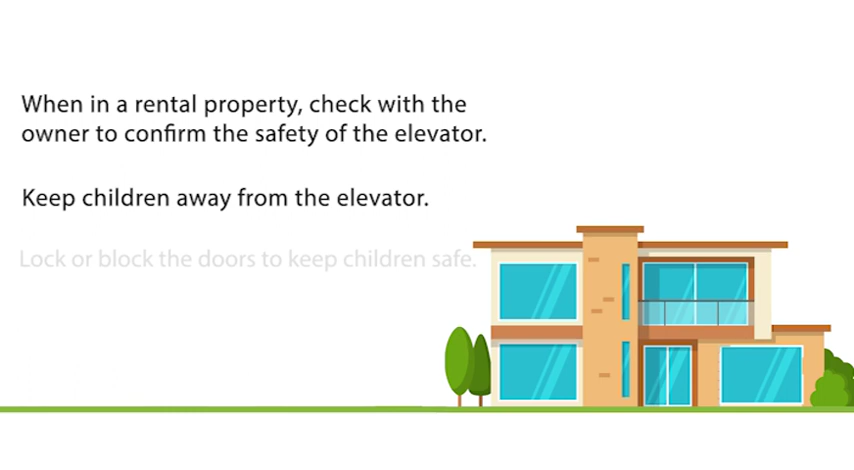 When in a rental property, check with the
owner to confirm the safety of the elevator.
Keep children away from the elevator.
Lock or block the doors to keep children safe.